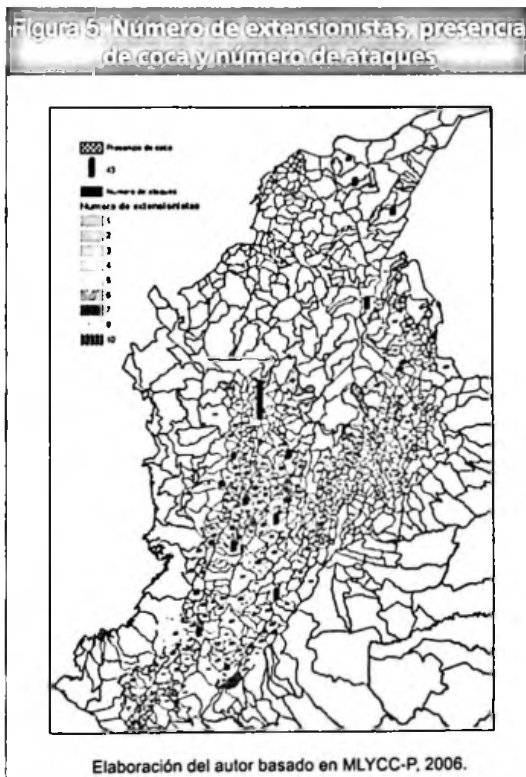 Figura 5. Número de extensionistas, presencia
de coca y número de ataques
Presencia de coca
43
Número de ataques
Número de extensionistas
1
2
3
4
5
6
7
8
10
Elaboración del autor basado en MLYCC-P, 2006.